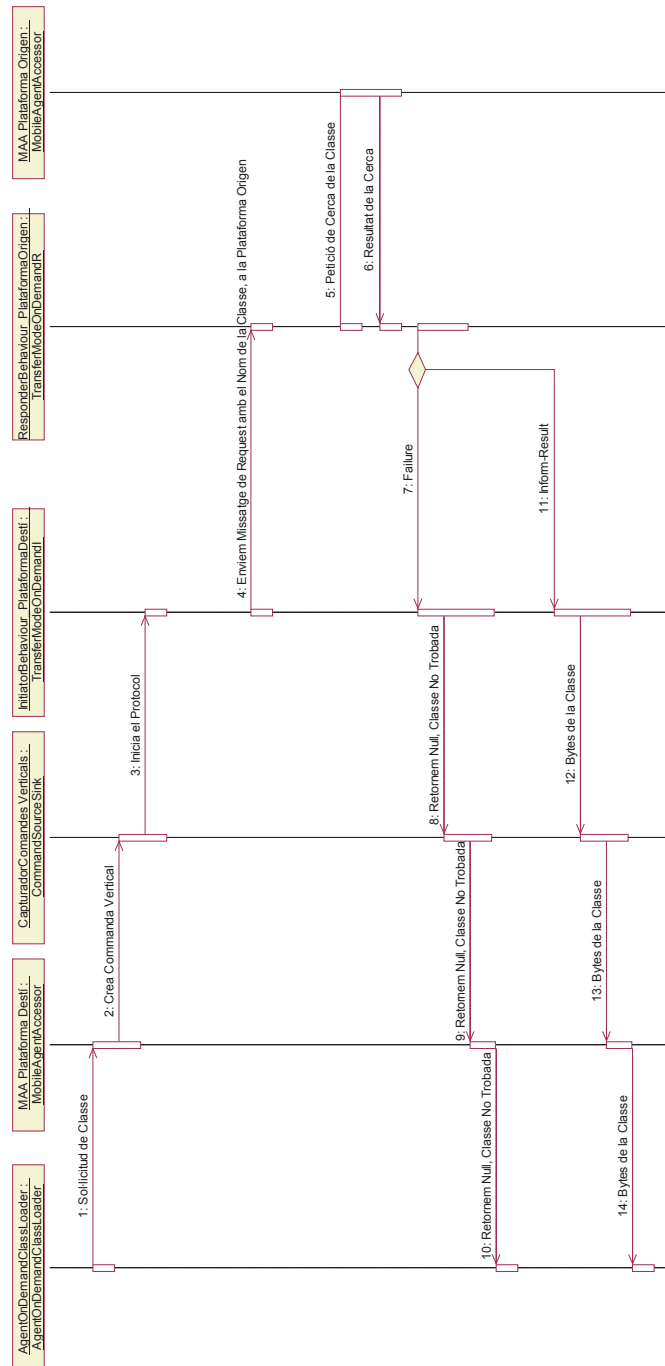 AgentOnDemandClassLoader :
AgentOnDemandClassLoader
MAA Plataforma Destí :
MobileAgentAccessor
CapturadorComandes Verticals :
CommandSourceSink
InitiatorBehaviour PlataformaDestí :
TransferModeOnDemandI
ResponderBehaviour PlataformaOrigen :
TransferModeOnDemandR
MAA Plataforma Origen :
MobileAgentAccessor
1: Sol·licitud de Classe
2: Crea Commanda Vertical
3: Inicia el Protocol
4: Enviem Missatge de Request amb el Nom de la Classe, a la Plataforma Origen
5: Petició de Cerca de la Classe
6: Resultat de la Cerca
7: Failure
8: Retornem Null, Classe No Trobada
9: Retornem Null, Classe No Trobada
10: Retornem Null, Classe No Trobada
11: Inform-Result
12: Bytes de la Classe
13: Bytes de la Classe
14: Bytes de la Classe